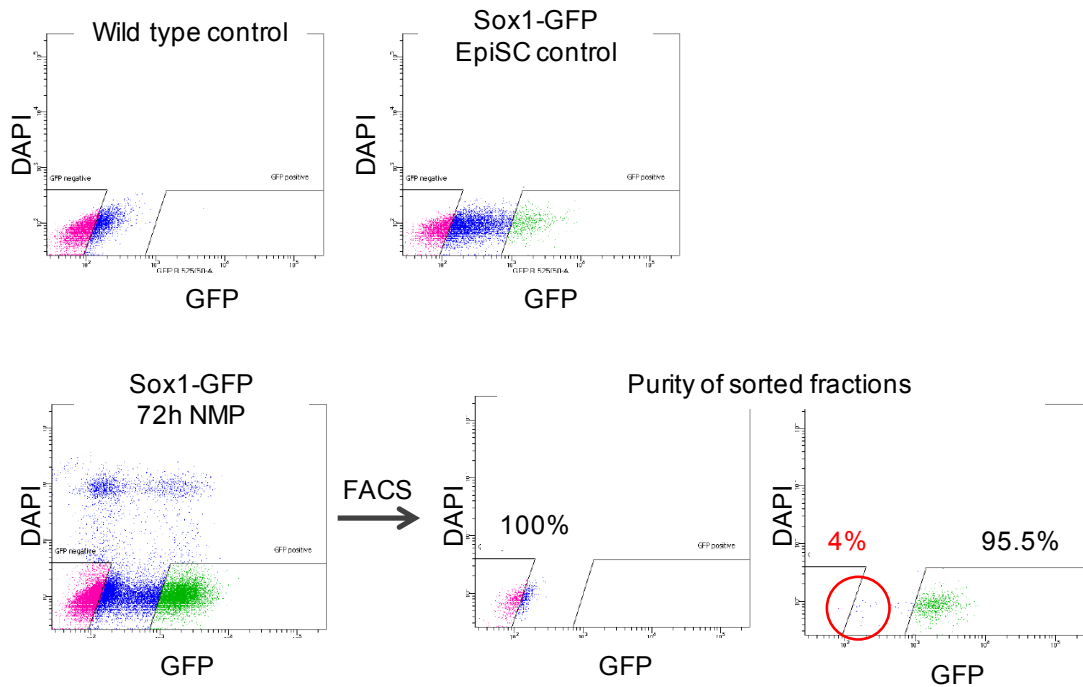 Wild type control
DAPI
GFP negative
GFP positive
GFP
Sox1-GFP
EpiSC control
DAPI
GFP negative
GFP positive
GFP
Sox1-GFP
72h NMP
DAPI
GFP negative
GFP positive
GFP
FACS
Purity of sorted fractions
DAPI
100%
GFP
DAPI
4%
95.5%
GFP